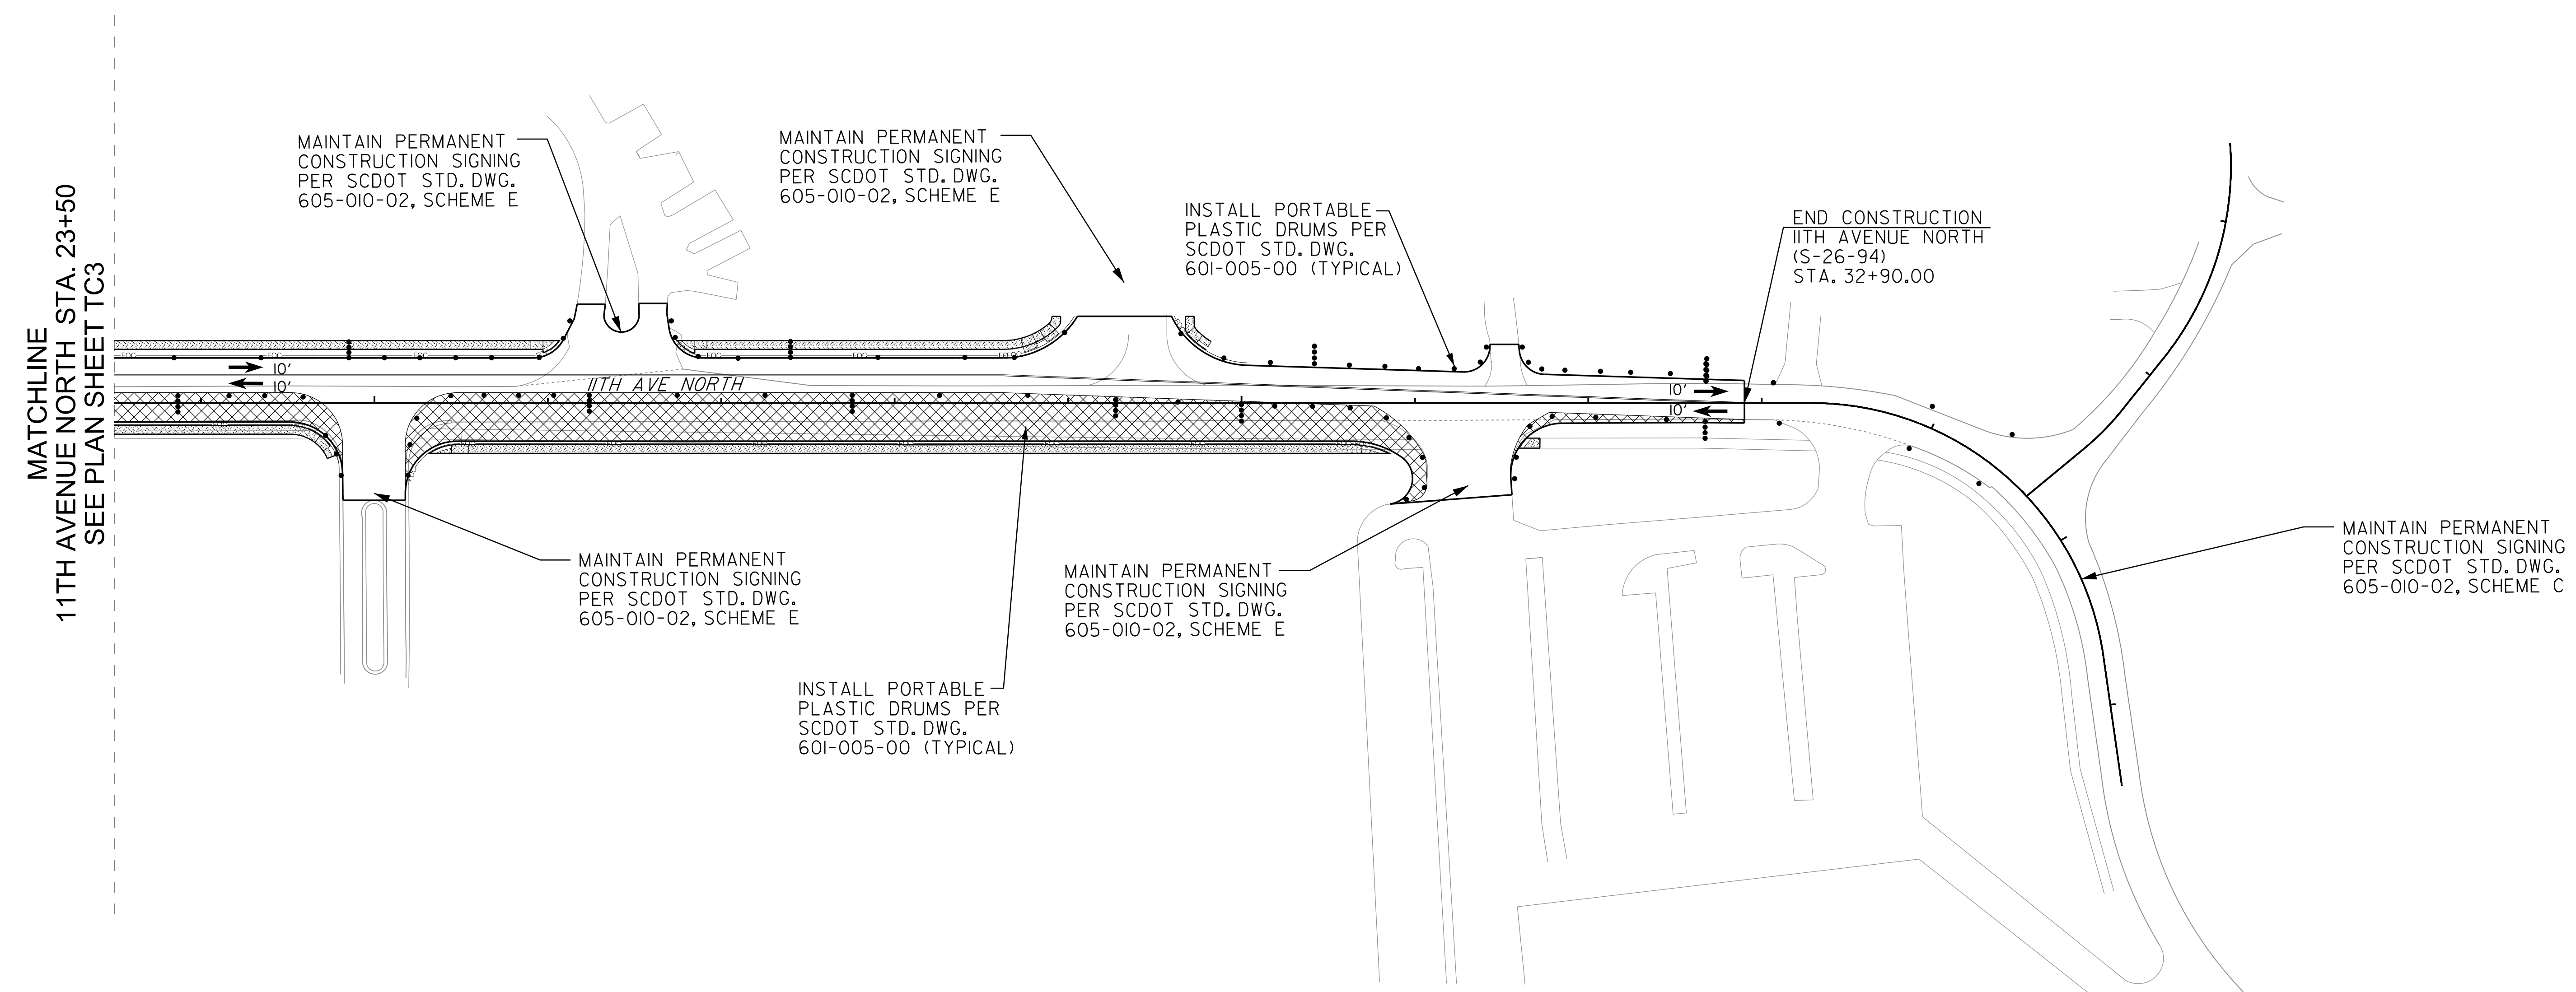 MATCHLINE
11TH AVENUE NORTH STA. 23+50
SEE PLAN SHEET TC3
MAINTAIN PERMANENT
CONSTRUCTION SIGNING
PER SCDOT STD. DWG.
605-010-02, SCHEME E
MAINTAIN PERMANENT
CONSTRUCTION SIGNING
PER SCDOT STD. DWG.
605-010-02, SCHEME E
INSTALL PORTABLE
PLASTIC DRUMS PER
SCDOT STD. DWG.
601-005-00 (TYPICAL)
END CONSTRUCTION
11TH AVENUE NORTH
(S-26-94)
STA. 32+90.00
EOC
EOC
EOC
EOC
10'
10'
11TH AVE NORTH
10'
10'
MAINTAIN PERMANENT
CONSTRUCTION SIGNING
PER SCDOT STD. DWG.
605-010-02, SCHEME E
MAINTAIN PERMANENT
CONSTRUCTION SIGNING
PER SCDOT STD. DWG.
605-010-02, SCHEME E
MAINTAIN PERMANENT
CONSTRUCTION SIGNING
PER SCDOT STD. DWG.
605-010-02, SCHEME C
INSTALL PORTABLE
PLASTIC DRUMS PER
SCDOT STD. DWG.
601-005-00 (TYPICAL)